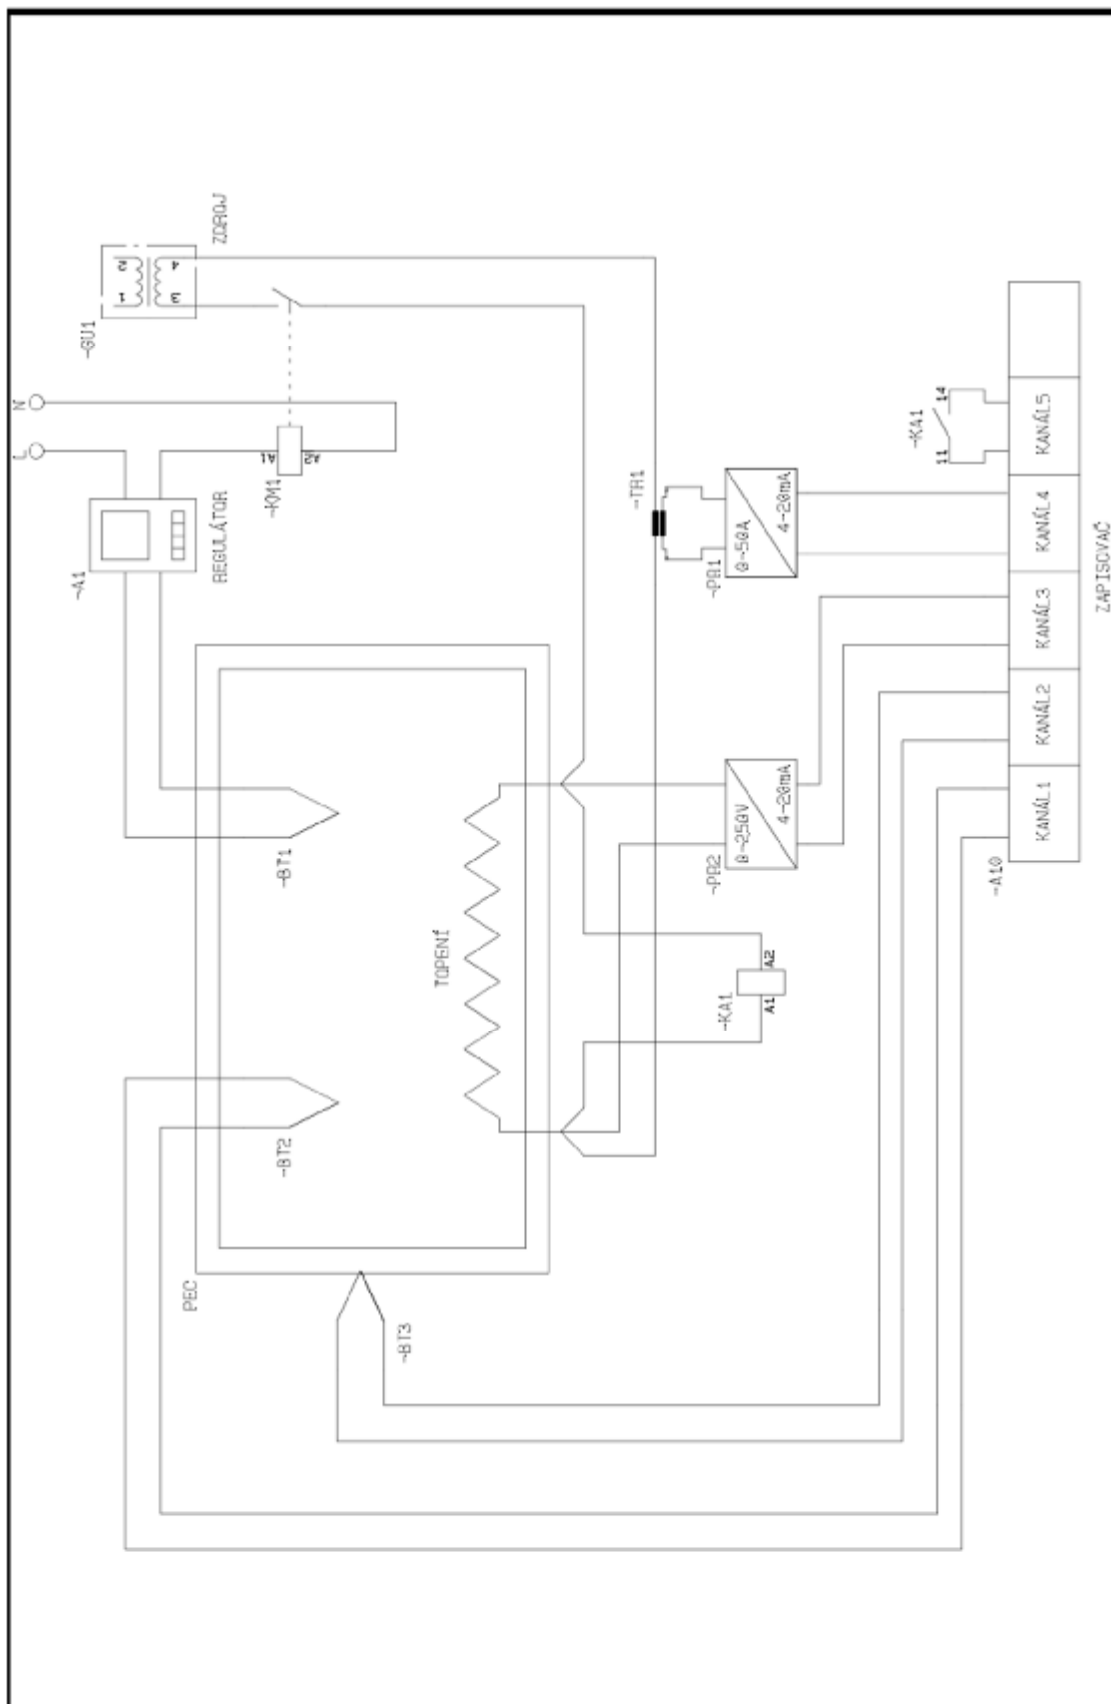 -GU1
1 2
3 4
ZDROJ
L
N
-A1
REGULÁTOR
-KM1
A1
A2
PEC
-BT1
-BT2
-BT3
TOPENÍ
-TR1
-PR1
0-50A
4-20mA
-PR2
0-250V
4-20mA
-KA1
A1
A2
-KA1
11
14
-A10
KANÁL1
KANÁL2
KANÁL3
KANÁL4
KANÁL5
ZAPISOVAČ